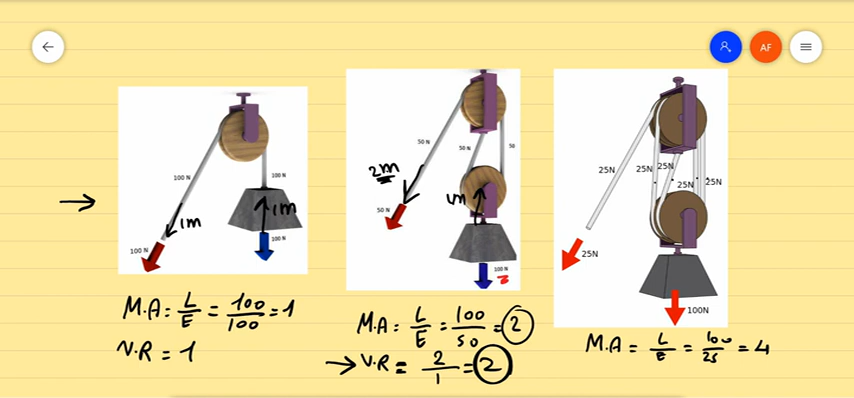 AF
100 N
100 N
1M
1M
100 N
100 N
M.A = L/E = 100/100 = 1
V.R = 1
50 N
50 N
50
2M
1M
50 N
100 N
2
M.A = L/E = 100/50 = 2
→ V.R = 2/1 = 2
25N
25N
25N
25N
25N
25N
100N
M.A = L/E = 100/25 = 4